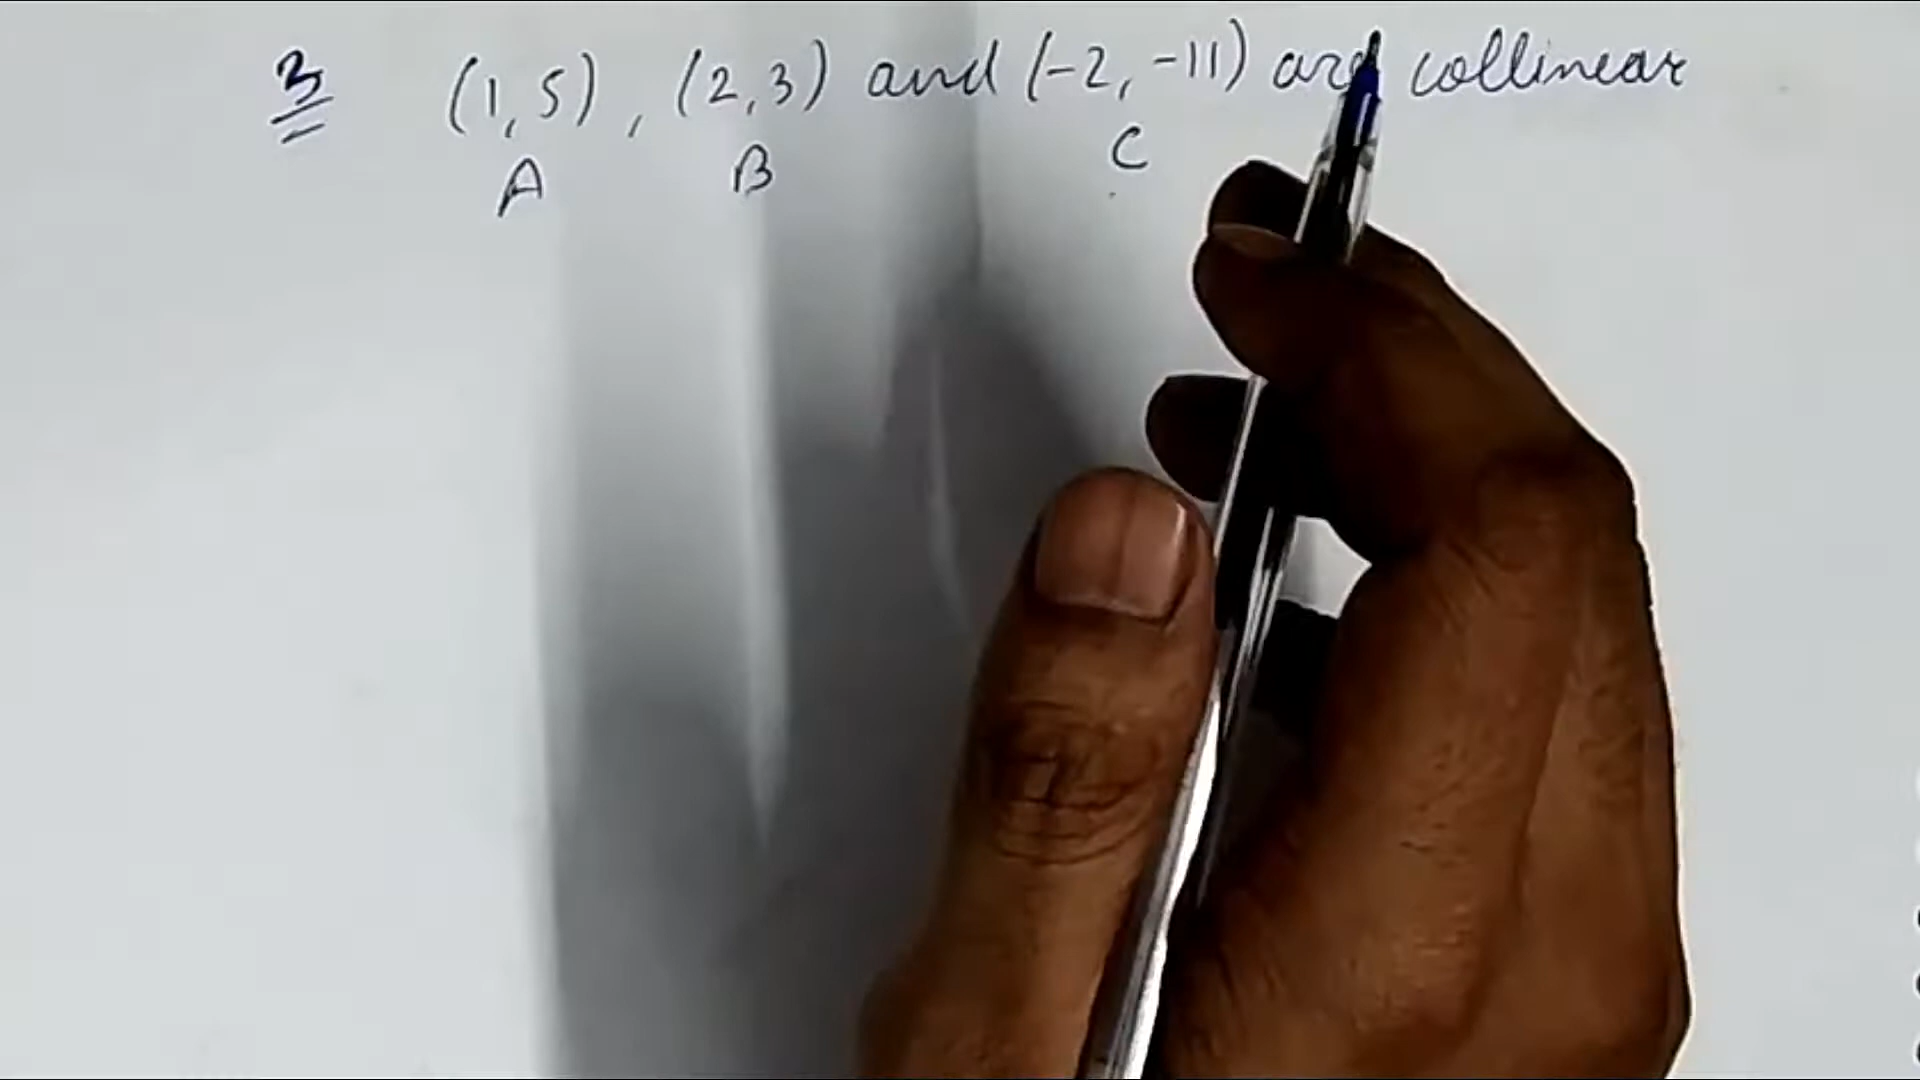 3 (1,5), (2,3) and (-2, -11) are collinear
A B C